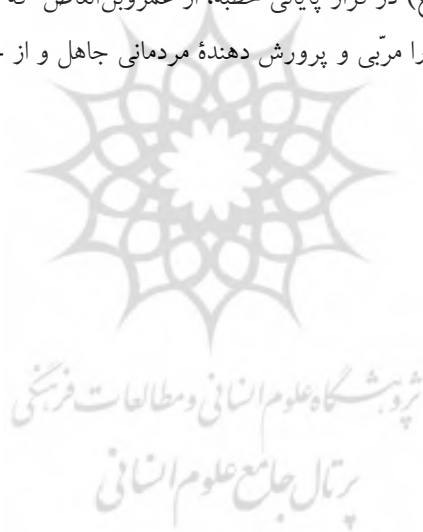 ع) در فراز پایانی خطبه، از عمروبن‌العاص که
را مربّی و پرورش دهندهٔ مردمانی جاهل و از
پژوهشگاه علوم انسانی و مطالعات فرهنگی
پرتال جامع علوم انسانی